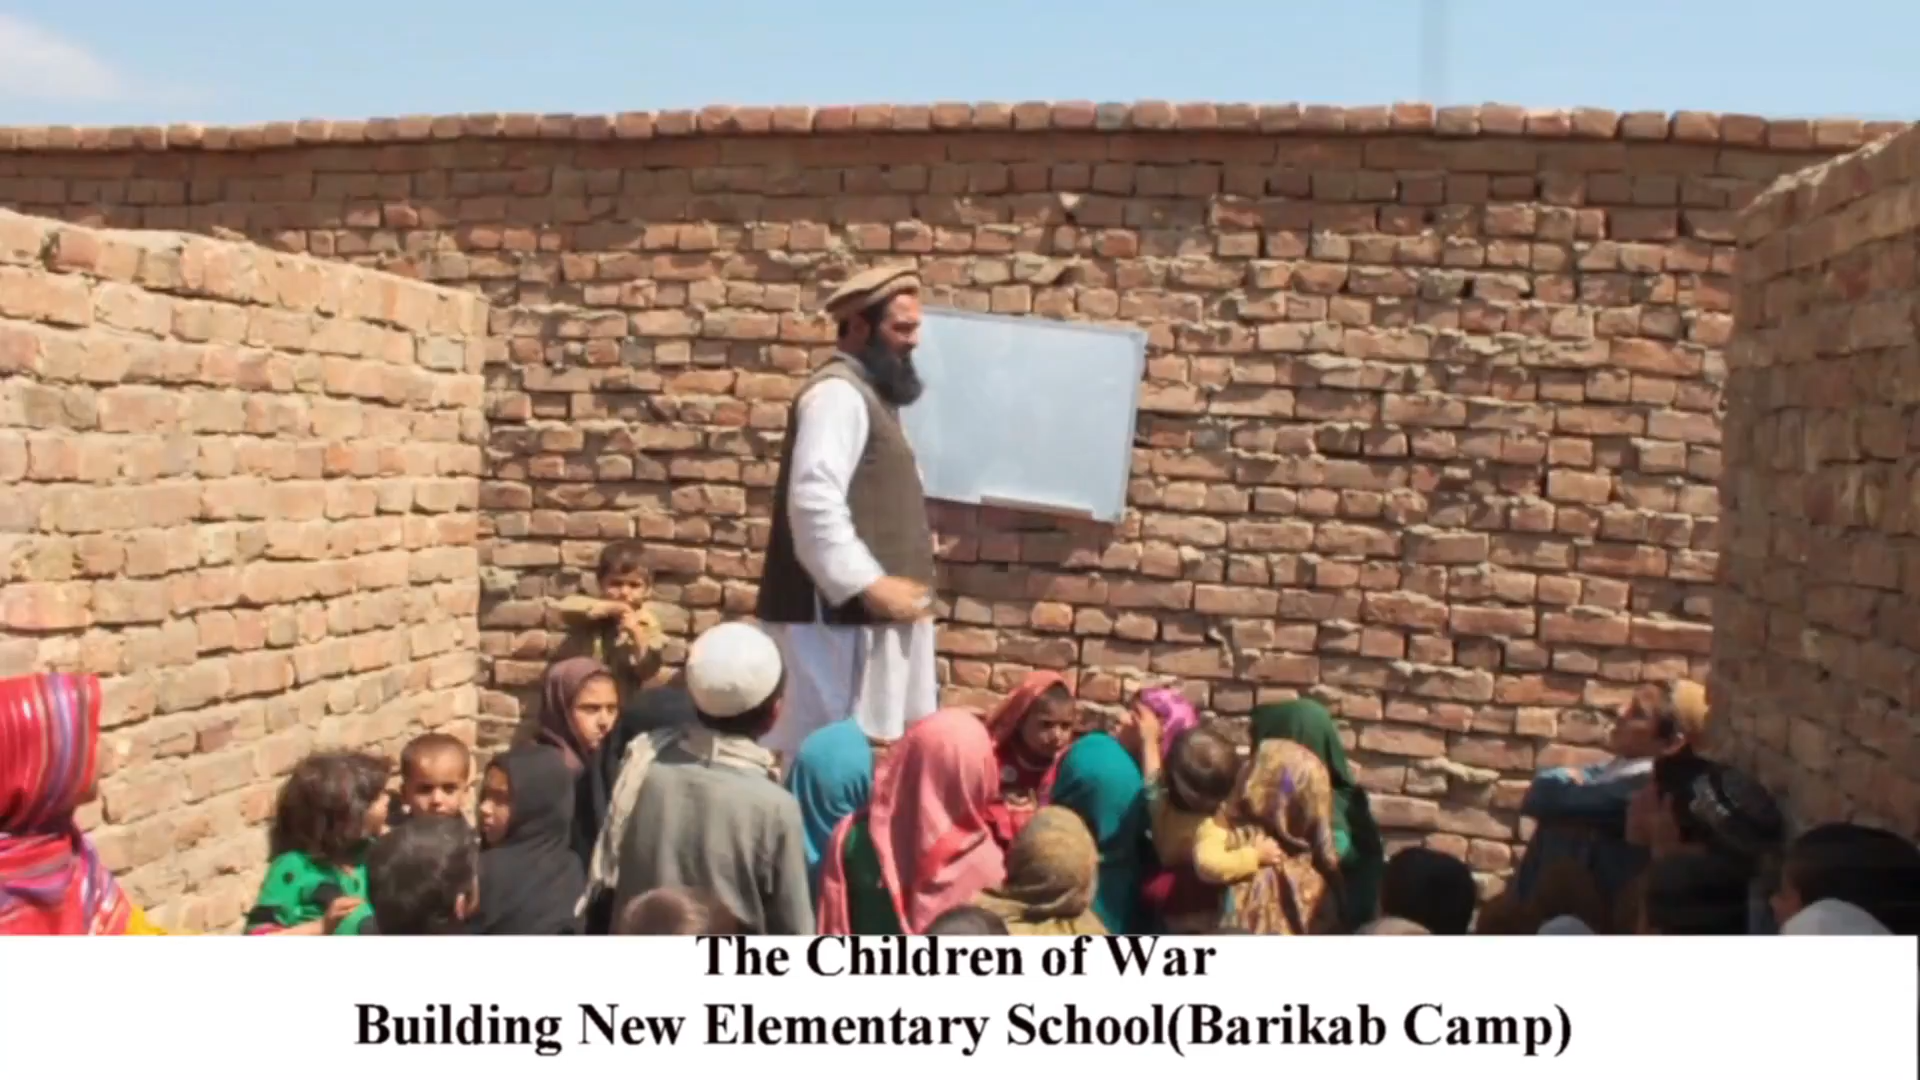 The Children of War
Building New Elementary School(Barikab Camp)